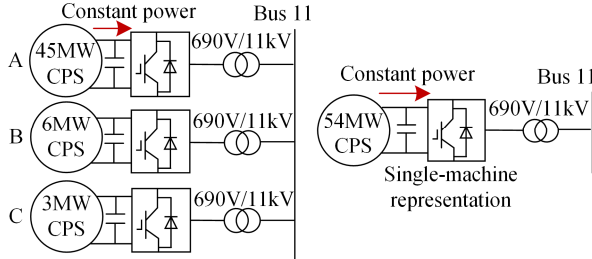 Constant power
Bus 11
A
45MW
CPS
690V/11kV
B
6MW
CPS
690V/11kV
C
3MW
CPS
690V/11kV
Constant power
Bus 11
54MW
CPS
690V/11kV
Single-machine
representation